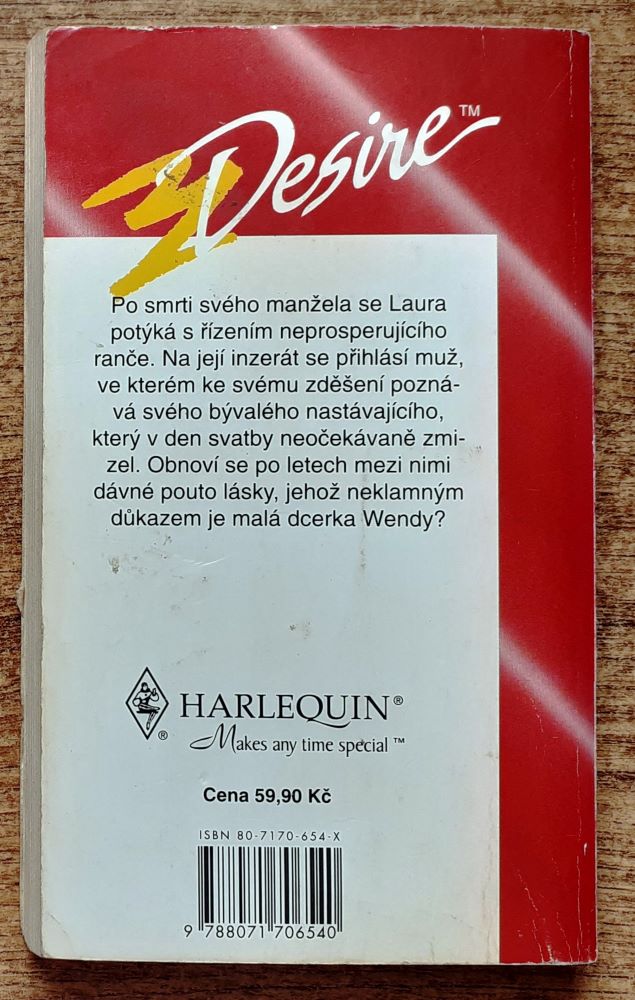 Desire™
Po smrti svého manžela se Laura
potýká s řízením neprosperujícího
ranče. Na její inzerát se přihlásí muž,
ve kterém ke svému zděšení pozná-
vá svého bývalého nastávajícího,
který v den svatby neočekávaně zmi-
zel. Obnoví se po letech mezi nimi
dávné pouto lásky, jehož neklamným
důkazem je malá dcerka Wendy?
® HARLEQUIN®
Makes any time special™
Cena 59,90 Kč
ISBN 80-7170-654-X
9 788071 706540